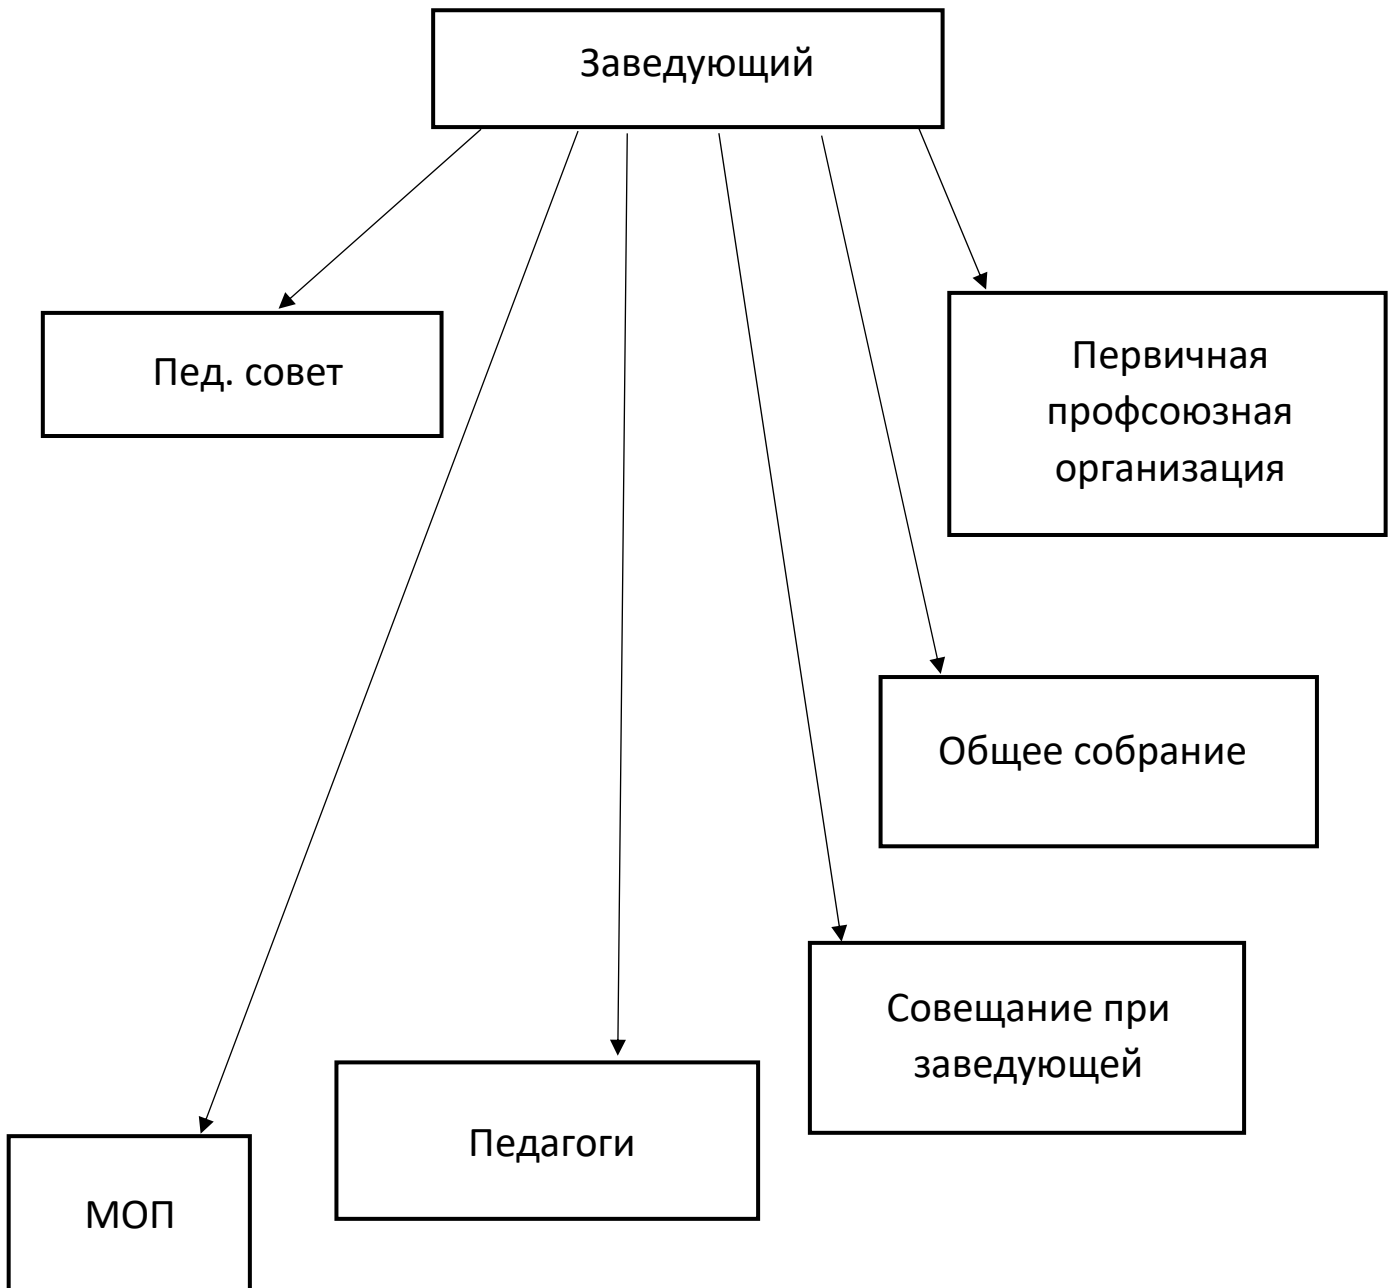 Заведующий
Пед. совет
Первичная
профсоюзная
организация
Общее собрание
Совещание при
заведующей
Педагоги
МОП